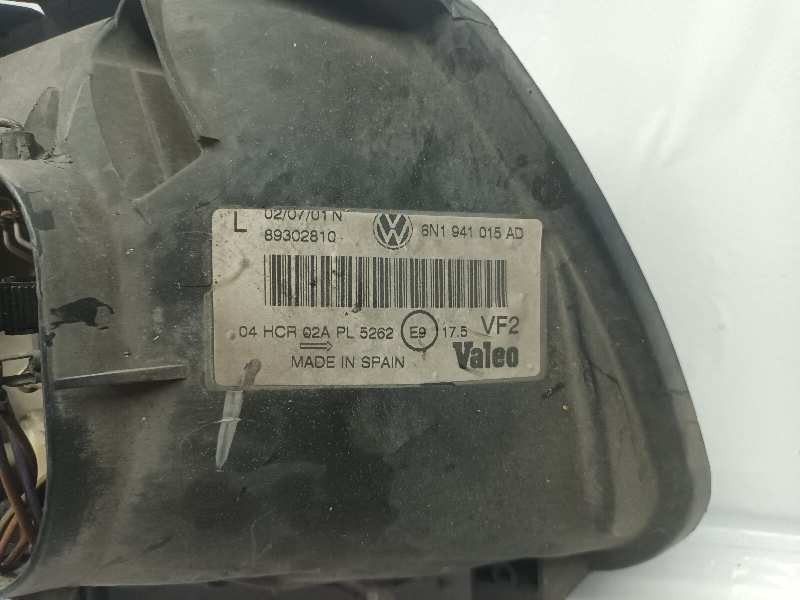 L 02/07/01 N
89302810 VW 6N1 941 015 AD
04 HCR 02A PL 5262 E9 17.5 VF2
MADE IN SPAIN Valeo